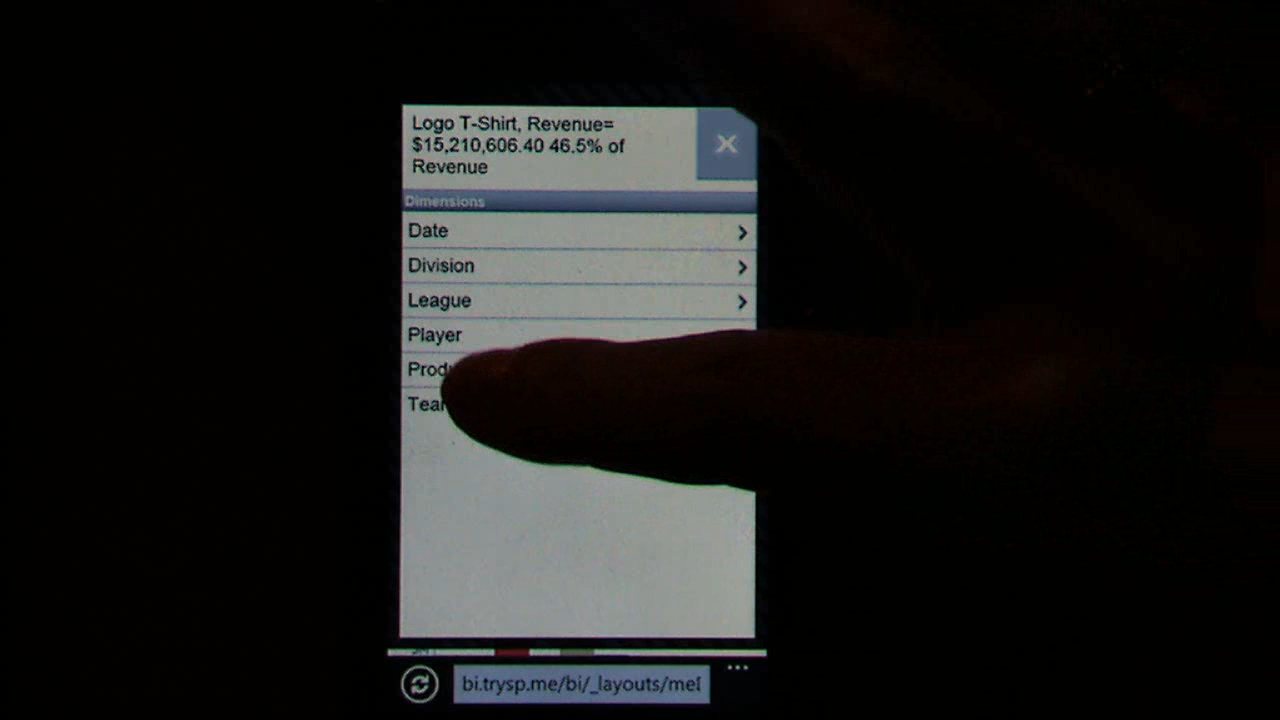 Logo T-Shirt, Revenue=
$15,210,606.40 46.5% of
Revenue
Dimensions
Date
Division
League
Player
bi.trysp.me/bi/_layouts/me